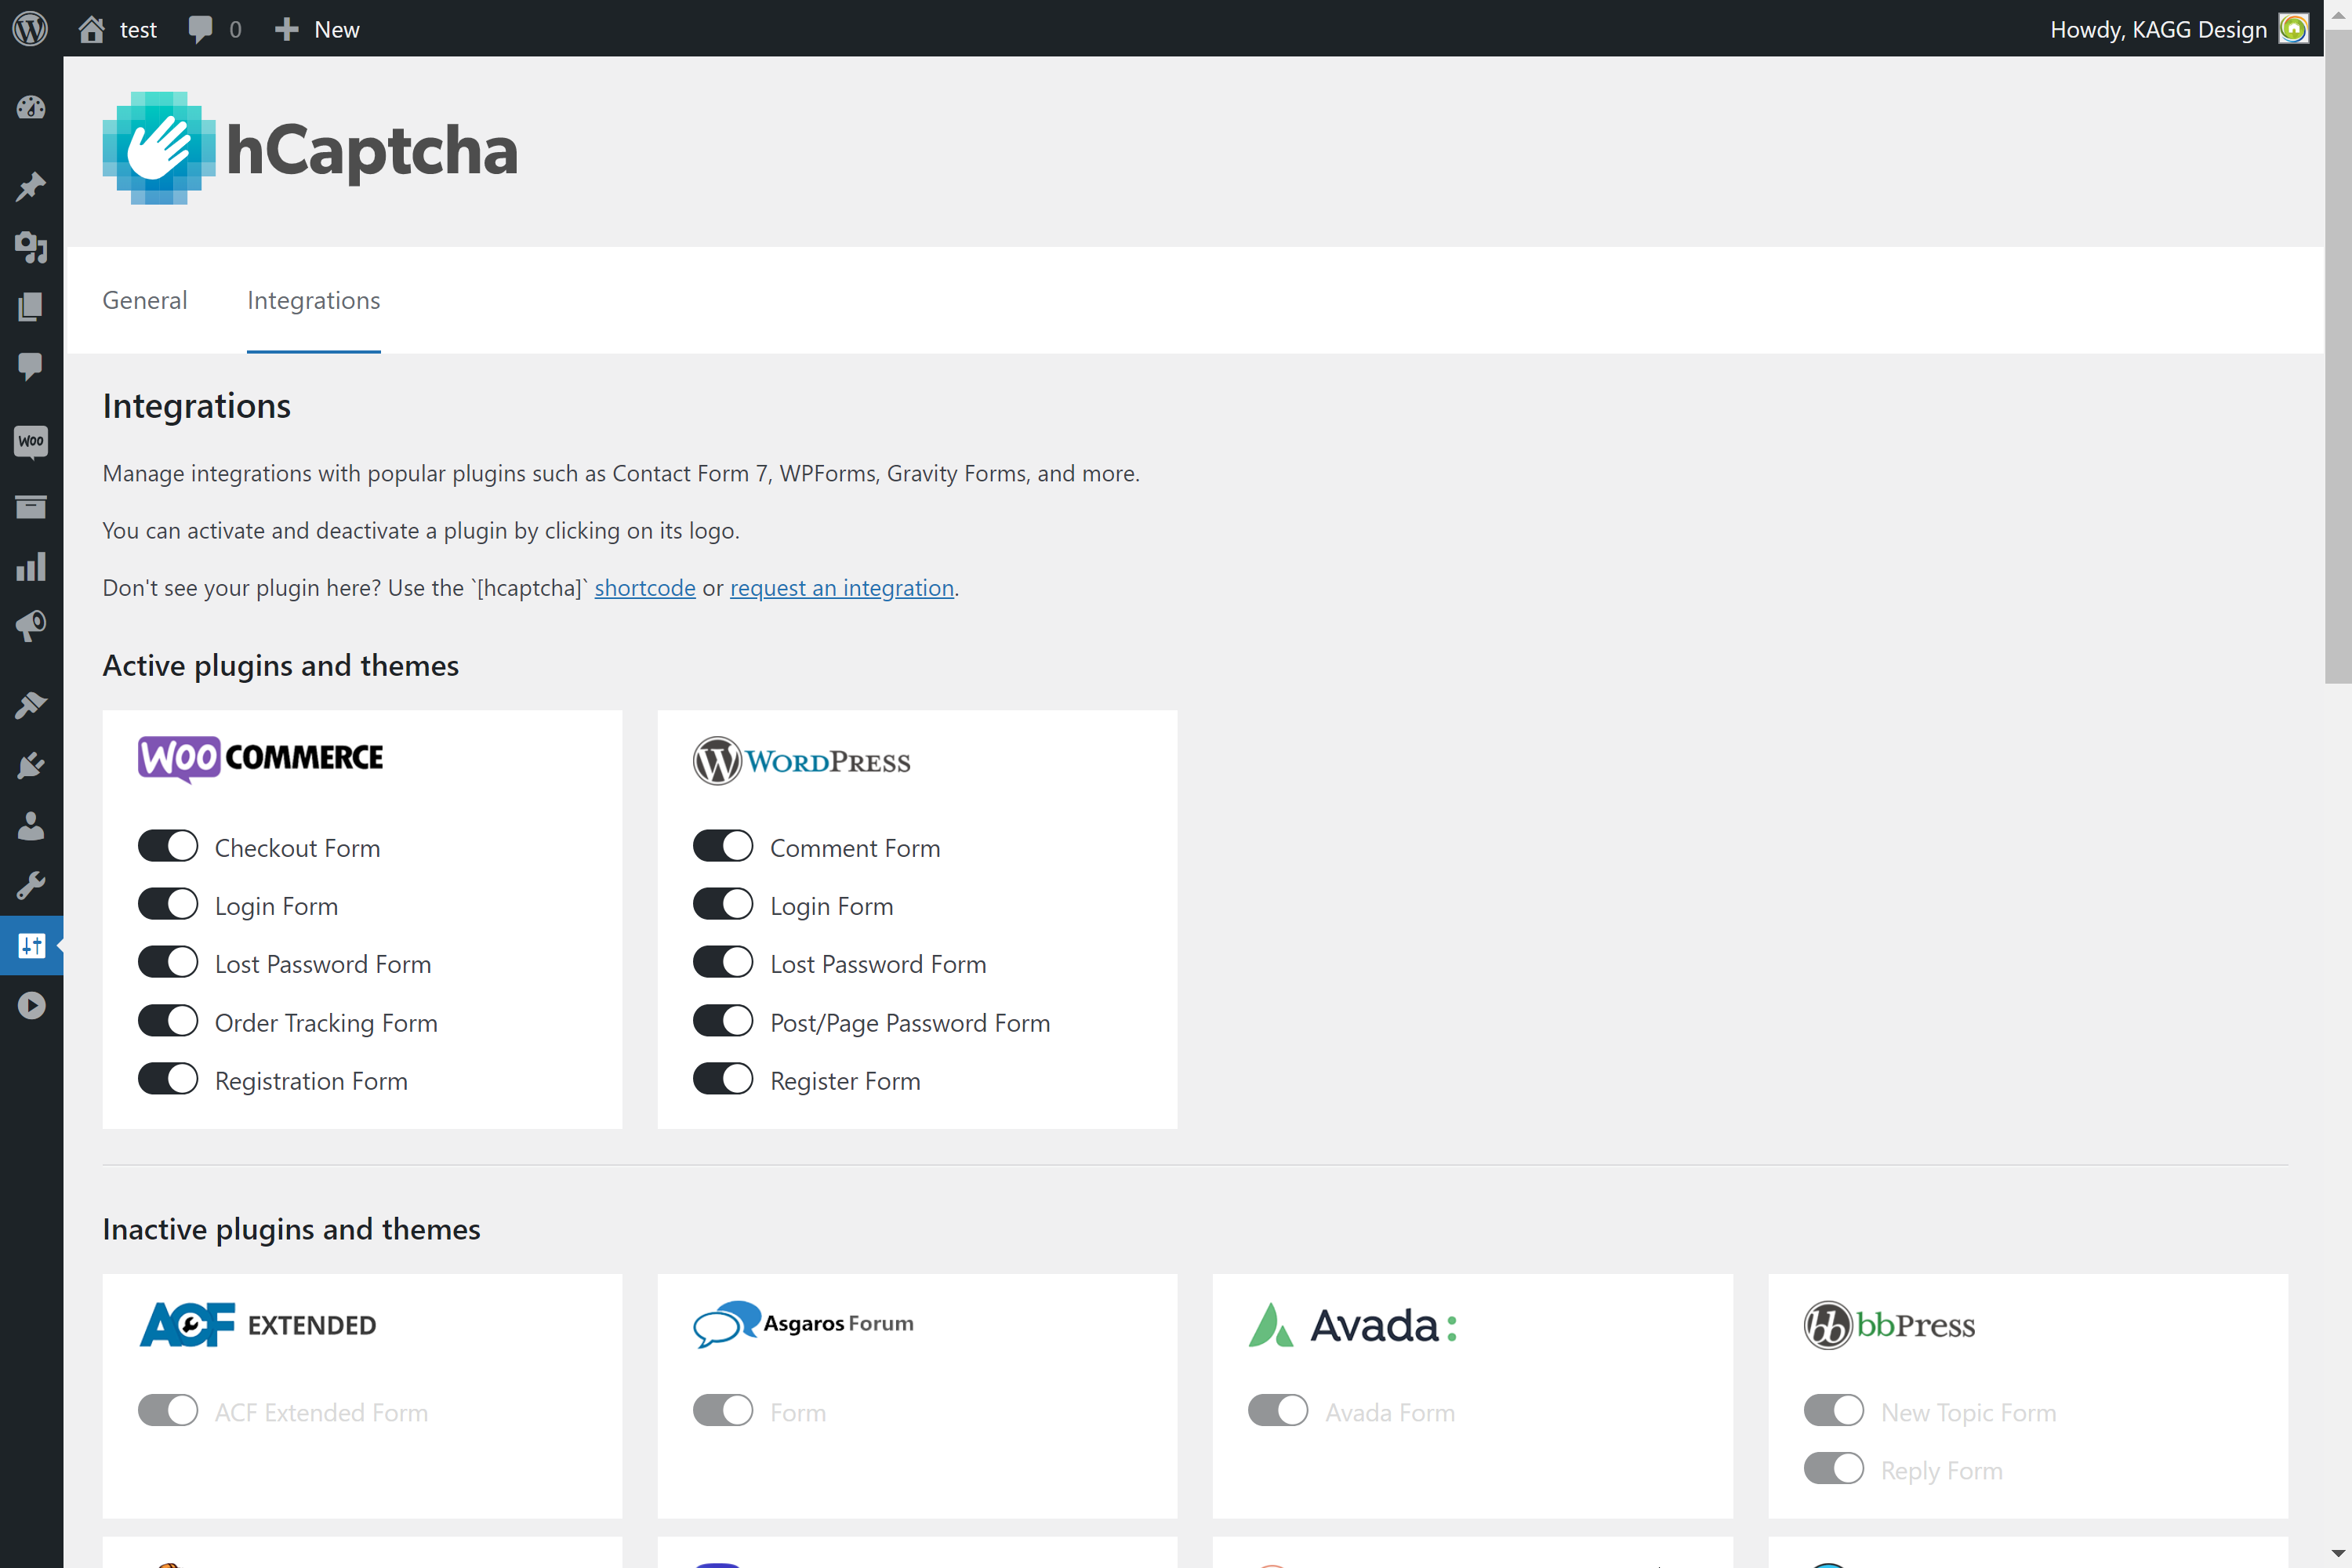 test 0 New Howdy, KAGG Design
hCaptcha
General Integrations
Integrations
Manage integrations with popular plugins such as Contact Form 7, WPForms, Gravity Forms, and more.
You can activate and deactivate a plugin by clicking on its logo.
Don't see your plugin here? Use the `[hcaptcha]` shortcode or request an integration.
Active plugins and themes
WOO COMMERCE
Checkout Form
Login Form
Lost Password Form
Order Tracking Form
Registration Form
WORDPRESS
Comment Form
Login Form
Lost Password Form
Post/Page Password Form
Register Form
Woo
Inactive plugins and themes
ACF EXTENDED
ACF Extended Form
Asgaros Forum
Form
Avada:
Avada Form
bb bbPress
New Topic Form
Reply Form